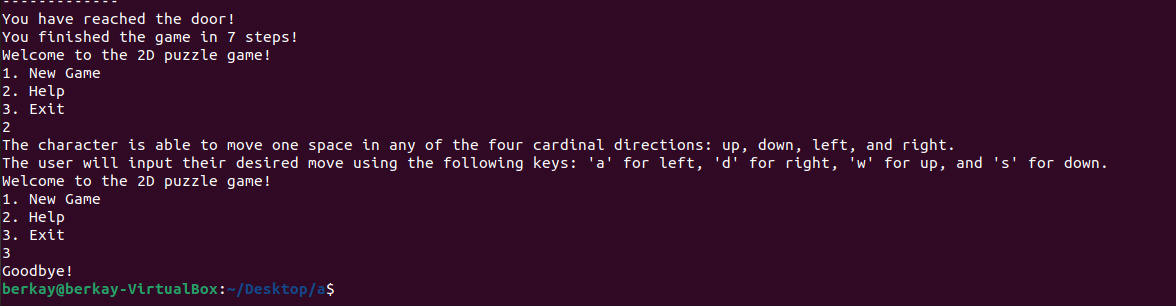 -------------
You have reached the door!
You finished the game in 7 steps!
Welcome to the 2D puzzle game!
1. New Game
2. Help
3. Exit
2
The character is able to move one space in any of the four cardinal directions: up, down, left, and right.
The user will input their desired move using the following keys: 'a' for left, 'd' for right, 'w' for up, and 's' for down.
Welcome to the 2D puzzle game!
1. New Game
2. Help
3. Exit
3
Goodbye!
berkay@berkay-VirtualBox:~/Desktop/a$